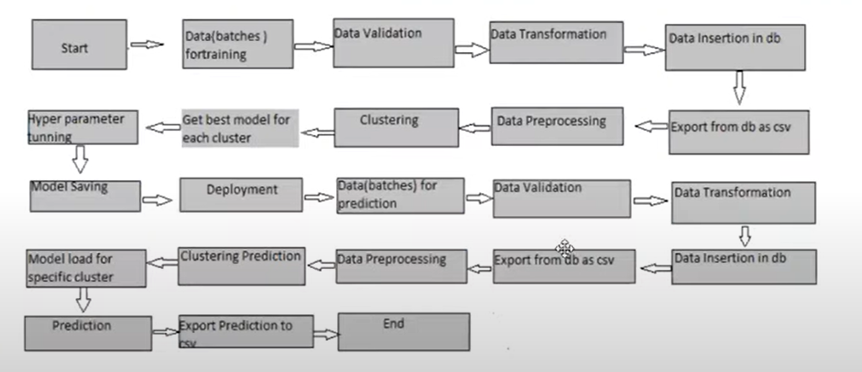 Start
Data(batches )
fortraining
Data Validation
Data Transformation
Data Insertion in db
Export from db as csv
Data Preprocessing
Clustering
Get best model for
each cluster
Hyper parameter
tunning
Model Saving
Deployment
Data(batches) for
prediction
Data Validation
Data Transformation
Data Insertion in db
Export from db as csv
Data Preprocessing
Clustering Prediction
Model load for
specific cluster
Prediction
Export Prediction to
csv
End